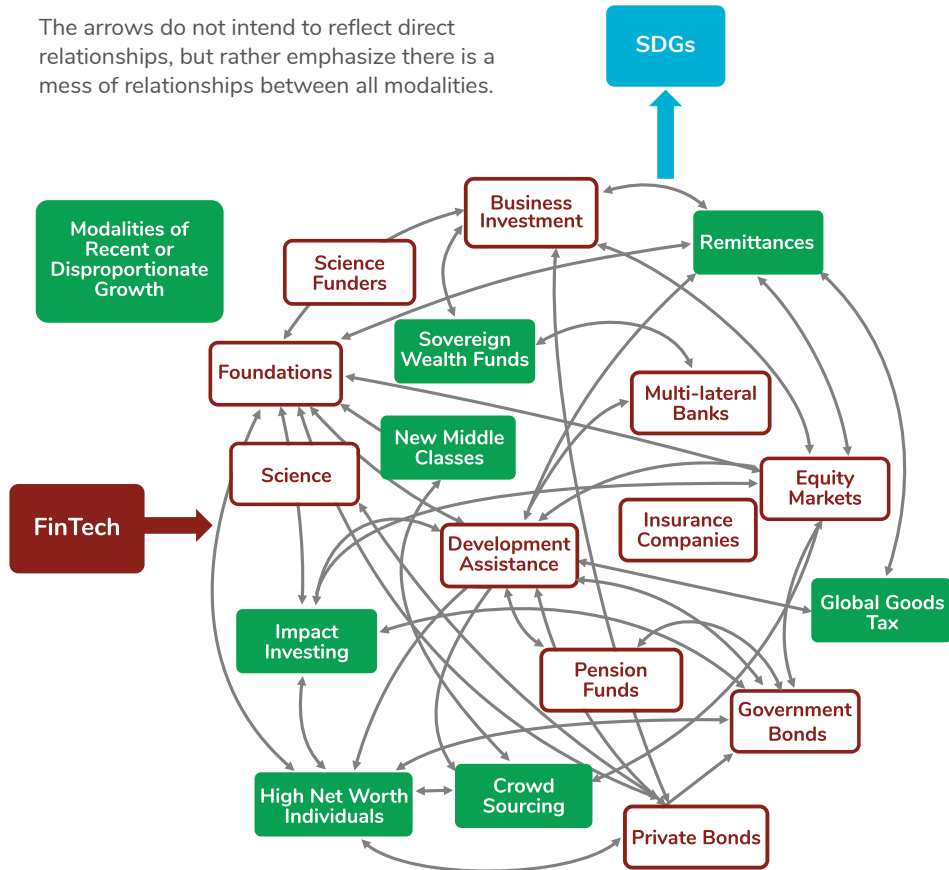 The arrows do not intend to reflect direct
relationships, but rather emphasize there is a
mess of relationships between all modalities.
SDGs
Business
Investment
Modalities of
Recent or
Disproportionate
Growth
Remittances
Science
Funders
Sovereign
Wealth Funds
Foundations
Multi-lateral
Banks
New Middle
Classes
Science
Equity
Markets
FinTech
Insurance
Companies
Development
Assistance
Global Goods
Tax
Impact
Investing
Pension
Funds
Government
Bonds
High Net Worth
Individuals
Crowd
Sourcing
Private Bonds